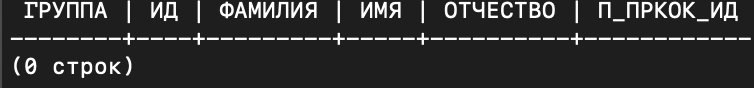 ГРУППА | ИД | ФАМИЛИЯ | ИМЯ | ОТЧЕСТВО | П_ПРКОК_ИД
--------+----+---------+-----+----------+------------
(0 строк)